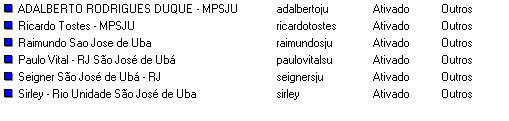 ADALBERTO RODRIGUES DUQUE - MPSJU adalbertoju Ativado Outros
Ricardo Tostes - MPSJU ricardotostes Ativado Outros
Raimundo Sao Jose de Uba raimundosju Ativado Outros
Paulo Vital - RJ São José de Ubá paulovitalsu Ativado Outros
Seigner São José de Ubá - RJ seignersju Ativado Outros
Sirley - Rio Unidade São José de Uba sirley Ativado Outros